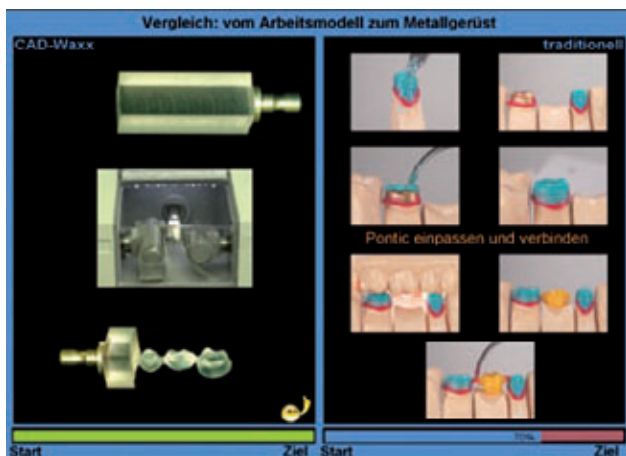 Vergleich: vom Arbeitsmodell zum Metallgerüst
CAD-Waxx
traditionell
Pontic einpassen und verbinden
70%
Start
Ziel
Start
Ziel